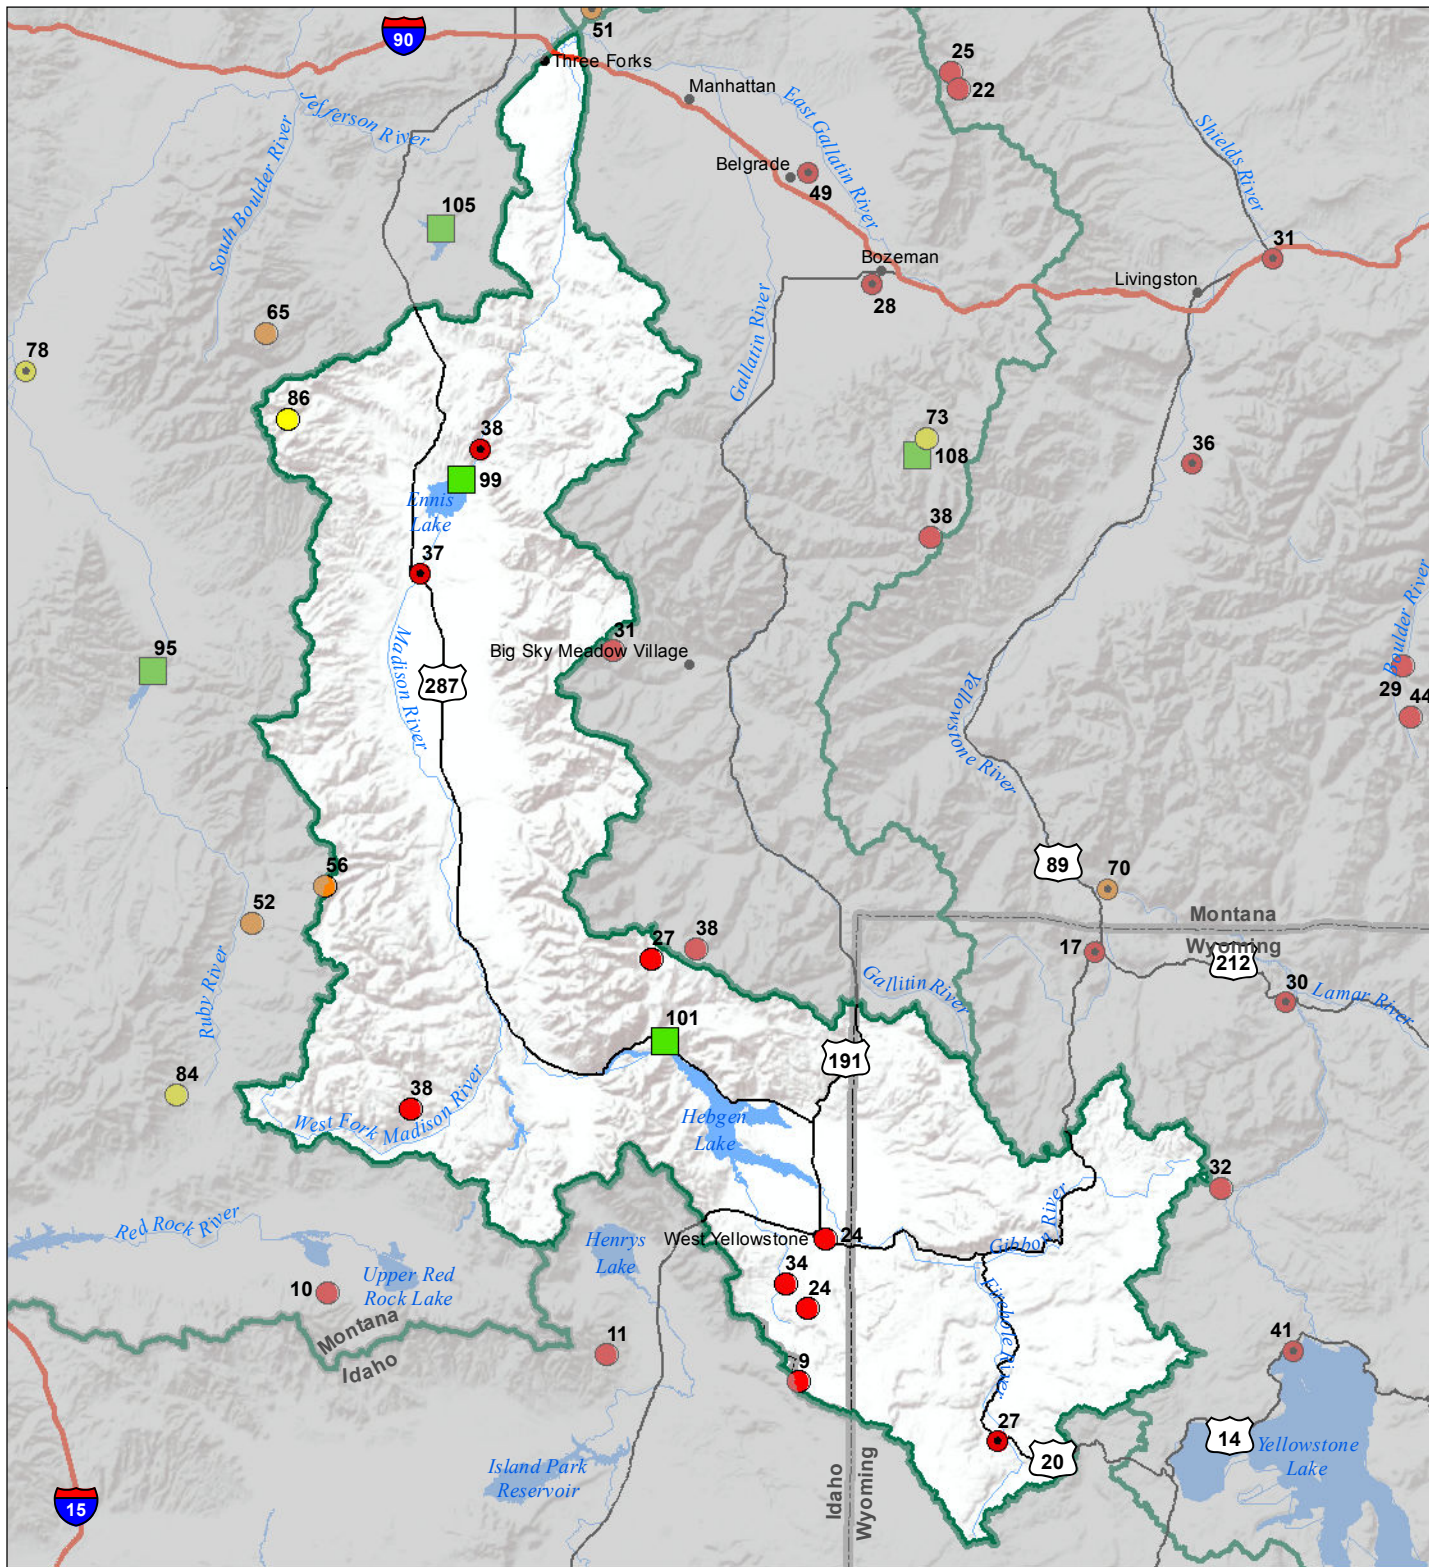 51
90
Three Forks
25
22
Manhattan
Jefferson River
East Gallatin River
Shields River
South Boulder River
Belgrade
49
105
31
Bozeman
Livingston
28
Gallatin River
65
78
86
38
73
108
36
99
Ennis
Lake
38
37
Boulder River
31
Big Sky Meadow Village
Madison River
95
287
29
44
Yellowstone River
89
70
56
52
Montana
Wyoming
27
38
17
212
Gallitin River
30
Lamar River
Ruby River
101
191
84
38
West Fork Madison River
Hebgen
Lake
32
Red Rock River
Henrys
Lake
West Yellowstone
24
Gibbon River
34
24
Upper Red
Rock Lake
10
Montana
Idaho
Firehole River
11
41
9
27
20
14
Yellowstone
Lake
Island Park
Reservoir
Idaho
Wyoming
15